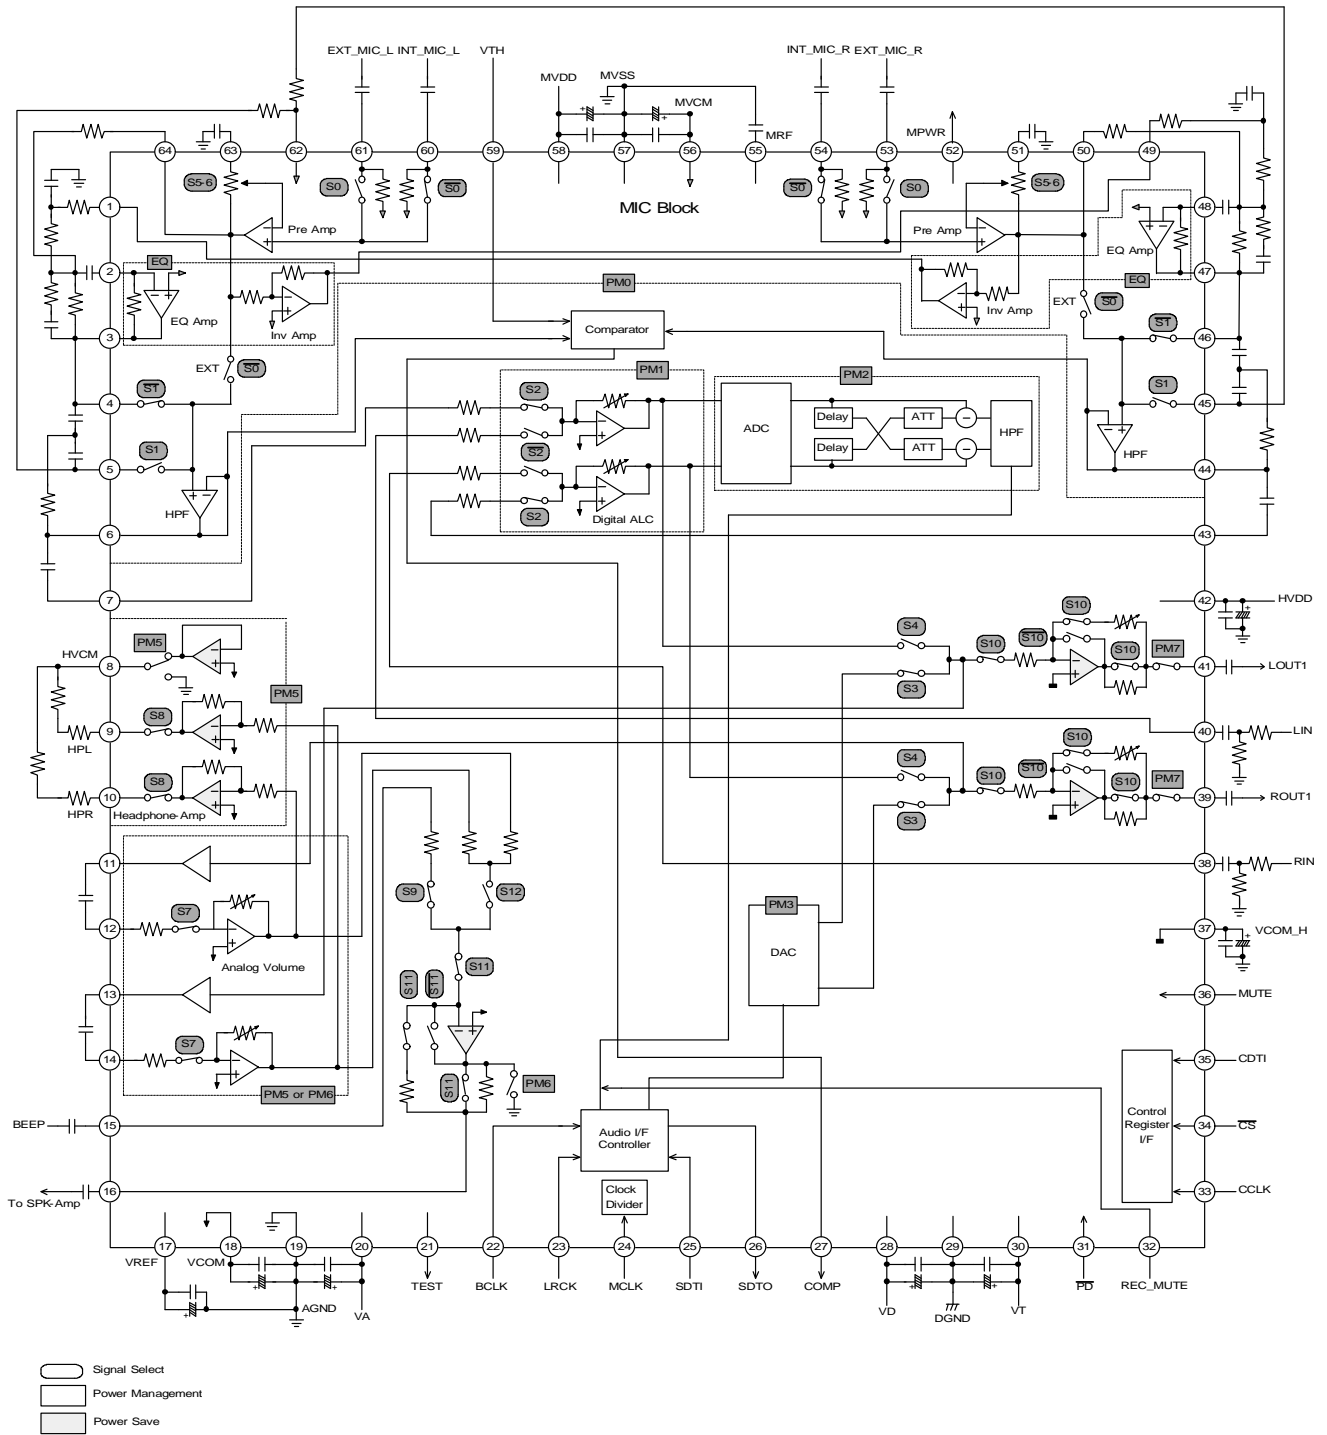 EXT_MIC_L INT_MIC_L VTH INT_MIC_R EXT_MIC_R
MVDD MVSS
MVCM
MRF MPWR
64 63 62 61 60 59 58 57 56 55 54 53 52 51 50 49
S5-6 S0 S0 S0 S0 S5-6
MIC Block
1 48
Pre Amp Pre Amp
EQ Amp
2 EQ 47
PM0 EQ
EXT S0
EQ Amp Inv Amp Inv Amp
3 Comparator S1 46
EXT S0
PM1 PM2
4 S1 S2 S1 45
ADC Delay ATT − HPF
Delay ATT −
5 S1 S2 HPF 44
HPF S2
Digital ALC
6 43
7 42 HVDD
S10
S4 S10 S10 S10 PM7
HVCM 8 PM5 41 LOUT1
S3
PM5
HPL 9 S8 40 LIN
S10
S4 S10 S10 S10 PM7
HPR 10 S8 39 ROUT1
Headphone-Amp
S3
11 38 RIN
S9 S12
PM3
12 S7 37 VCOM_H
DAC
Analog Volume
S11 S11 S11
13 36 MUTE
14 S7 35 CDTI
PM6
S11
PM5 or PM6
BEEP 15 34 CS
Audio I/F
Controller
Control
Register
I/F
To SPK-Amp 16 33 CCLK
Clock
Divider
17 18 19 20 21 22 23 24 25 26 27 28 29 30 31 32
VREF VCOM AGND VA TEST BCLK LRCK MCLK SDTI SDTO COMP VD DGND VT PD REC_MUTE
Signal Select
Power Management
Power Save